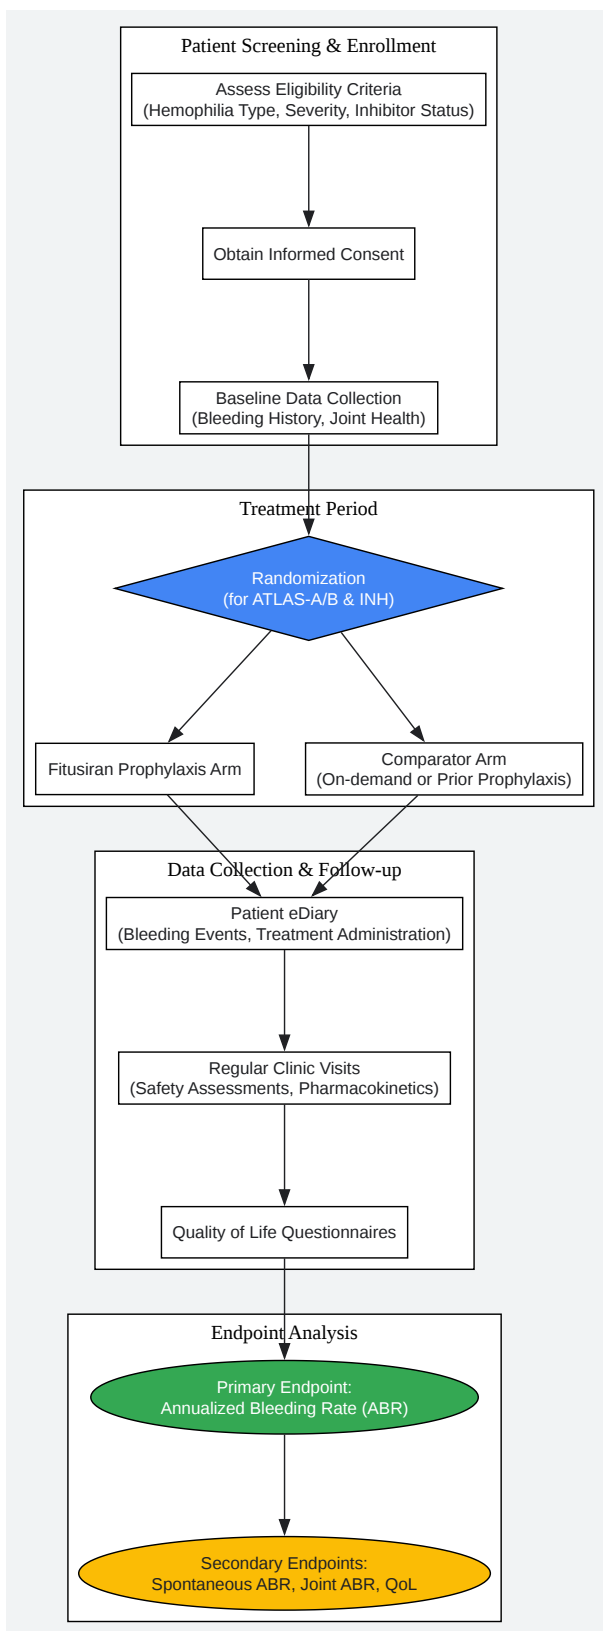 Patient Screening & Enrollment
Assess Eligibility Criteria
(Hemophilia Type, Severity, Inhibitor Status)
Obtain Informed Consent
Baseline Data Collection
(Bleeding History, Joint Health)
Treatment Period
Randomization
(for ATLAS-A/B & INH)
Fitusiran Prophylaxis Arm
Comparator Arm
(On-demand or Prior Prophylaxis)
Data Collection & Follow-up
Patient eDiary
(Bleeding Events, Treatment Administration)
Regular Clinic Visits
(Safety Assessments, Pharmacokinetics)
Quality of Life Questionnaires
Endpoint Analysis
Primary Endpoint:
Annualized Bleeding Rate (ABR)
Secondary Endpoints:
Spontaneous ABR, Joint ABR, QoL